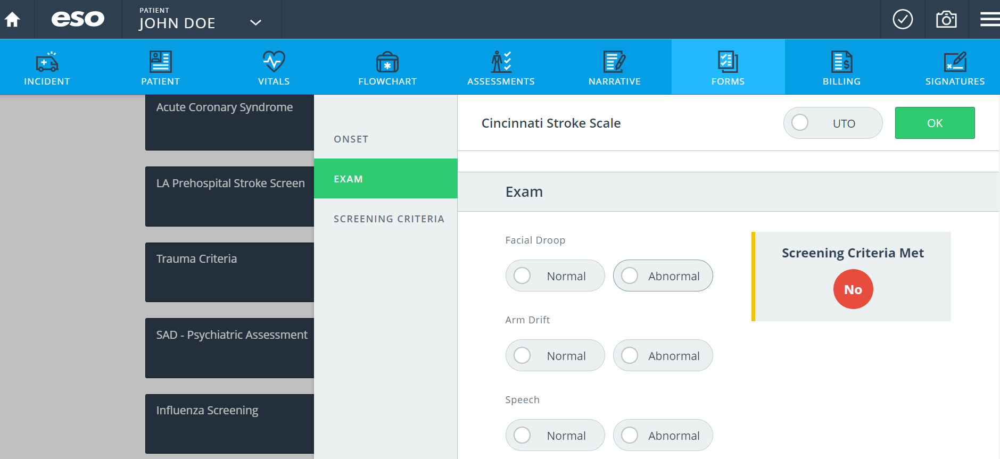 eso
PATIENT
JOHN DOE
INCIDENT
PATIENT
VITALS
FLOWCHART
ASSESSMENTS
NARRATIVE
FORMS
BILLING
SIGNATURES
Acute Coronary Syndrome
LA Prehospital Stroke Screen
Trauma Criteria
SAD - Psychiatric Assessment
Influenza Screening
ONSET
EXAM
SCREENING CRITERIA
Cincinnati Stroke Scale
UTO
OK
Exam
Facial Droop
Normal
Abnormal
Arm Drift
Normal
Abnormal
Speech
Normal
Abnormal
Screening Criteria Met
No